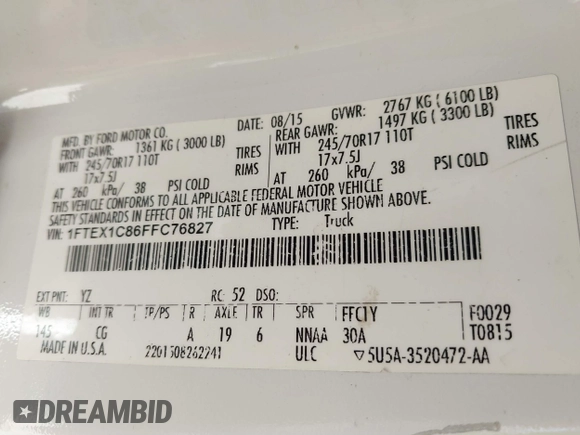 MFD. BY FORD MOTOR CO.
DATE: 08/15 GVWR: 2767 KG ( 6100 LB)
FRONT GAWR: 1361 KG ( 3000 LB) REAR GAWR: 1497 KG ( 3300 LB)
WITH 245/70R17 110T TIRES WITH 245/70R17 110T TIRES
17x7.5J RIMS 17x7.5J RIMS
AT 260 kPa/ 38 PSI COLD AT 260 kPa/ 38 PSI COLD
THIS VEHICLE CONFORMS TO ALL APPLICABLE FEDERAL MOTOR VEHICLE
SAFETY STANDARDS IN EFFECT ON THE DATE OF MANUFACTURE SHOWN ABOVE.
VIN: 1FTEX1C86FFC76827 TYPE: Truck
EXT PNT: YZ RC: 52 DSO:
WB INT TR TP/PS R AXLE TR SPR FFC1Y F0029
145 CG A 19 6 NNAA 30A T0815
MADE IN U.S.A. 2201508262241 ULC ▽5U5A-3520472-AA
DREAMBID